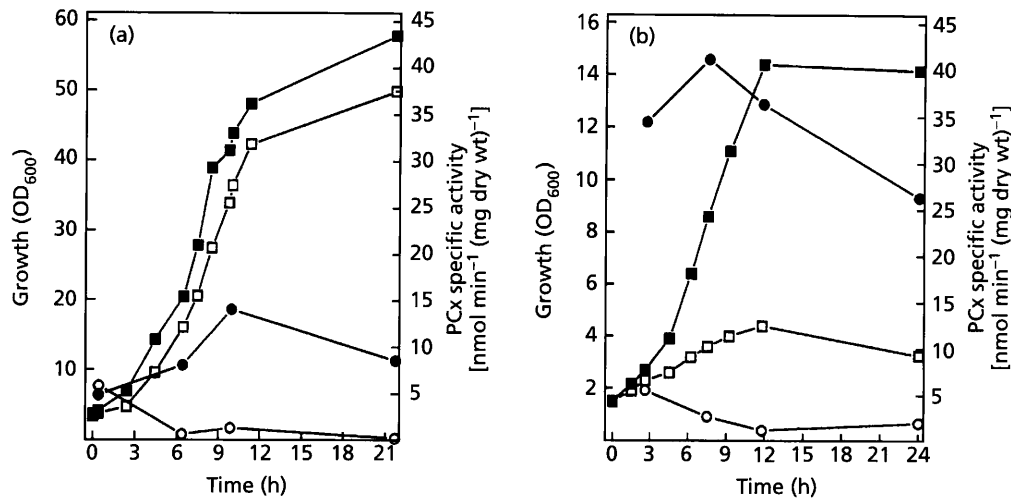 (a)
Growth (OD600)
60
50
40
30
20
10
45
40
35
30
25
20
15
10
5
PCx specific activity
[nmol min⁻¹ (mg dry wt)⁻¹]
0 3 6 9 12 15 18 21
Time (h)
(b)
Growth (OD600)
16
14
12
10
8
6
4
2
45
40
35
30
25
20
15
10
5
PCx specific activity
[nmol min⁻¹ (mg dry wt)⁻¹
0 3 6 9 12 15 18 21 24
Time (h)